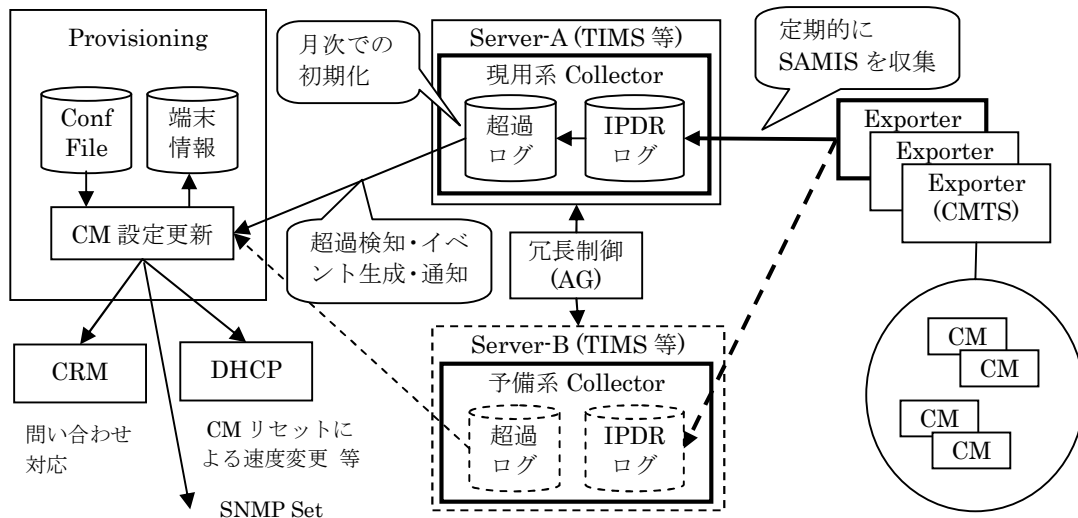 Provisioning
Conf
File
端末
情報
CM 設定更新
CRM
DHCP
問い合わせ
対応
CM リセットに
よる速度変更 等
SNMP Set
月次での
初期化
超過検知・イベ
ント生成・通知
Server-A (TIMS 等)
現用系 Collector
超過
ログ
IPDR
ログ
冗長制御
(AG)
Server-B (TIMS 等)
予備系 Collector
超過
ログ
IPDR
ログ
定期的に
SAMIS を収集
Exporter
Exporter
Exporter
(CMTS)
CM
CM
CM
CM